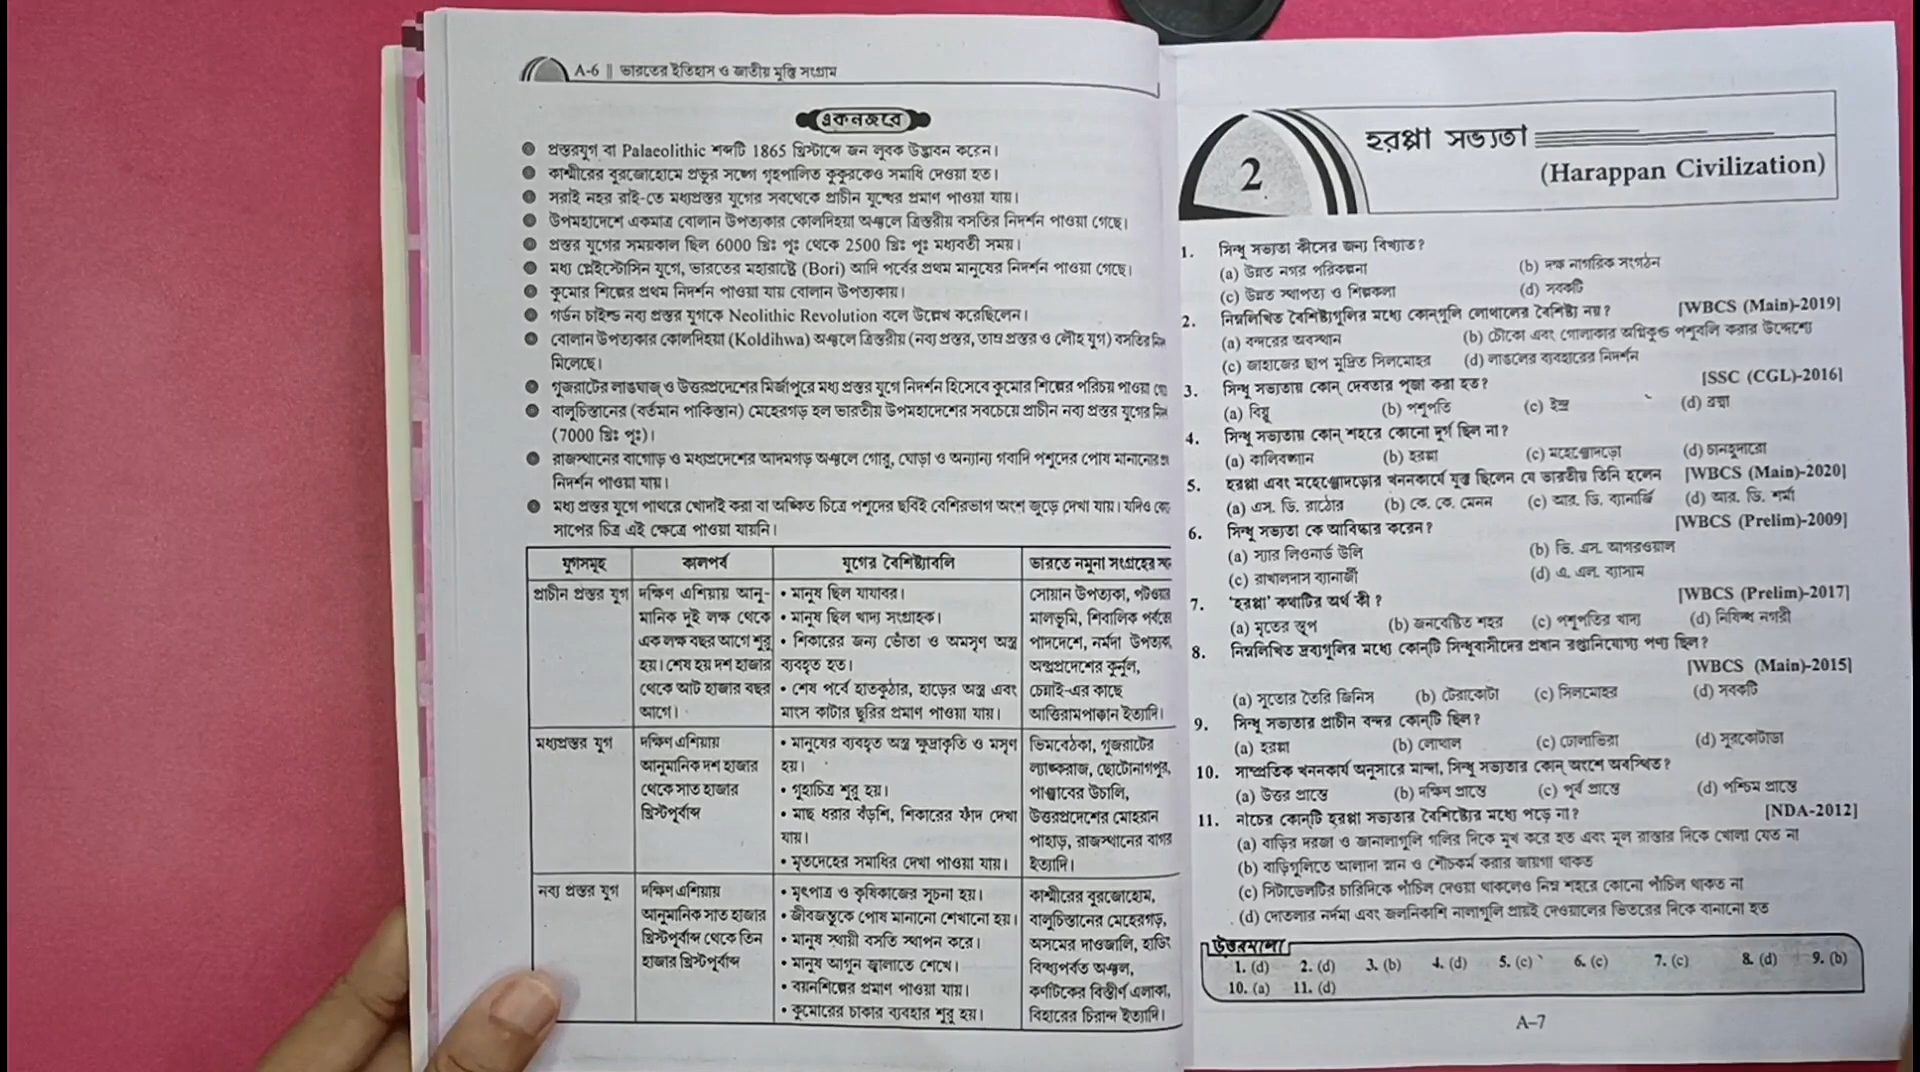 A-6 || ভারতের ইতিহাস ও জাতীয় মুক্তি সংগ্রাম
একনজরে
প্রস্তরযুগ বা Palaeolithic শব্দটি 1865 খ্রিস্টাব্দে জন লুবক উদ্ভাবন করেন।
কাশ্মীরের বুরজোহোমে প্রভুর সঙ্গে গৃহপালিত কুকুরকেও সমাধি দেওয়া হত।
সরাই নহর রাই-তে মধ্যপ্রস্তর যুগের সবথেকে প্রাচীন যুদ্ধের প্রমাণ পাওয়া যায়।
উপমহাদেশে একমাত্র বোলান উপত্যকার কোলদিহয়া অঞ্চলে ত্রিস্তরীয় বসতির নিদর্শন পাওয়া গেছে।
প্রস্তর যুগের সময়কাল ছিল 6000 খ্রিঃ পূঃ থেকে 2500 খ্রিঃ পূঃ মধ্যবর্তী সময়।
মধ্য প্লেইস্টোসিন যুগে, ভারতের মহারাষ্ট্রে (Bori) আদি পর্বের প্রথম মানুষের নিদর্শন পাওয়া গেছে।
কুমোর শিল্পের প্রথম নিদর্শন পাওয়া যায় বোলান উপত্যকায়।
গর্ডন চাইল্ড নব্য প্রস্তর যুগকে Neolithic Revolution বলে উল্লেখ করেছিলেন।
বোলান উপত্যকার কোলদিহয়া (Koldihwa) অঞ্চলে ত্রিস্তরীয় (নব্য প্রস্তর, তাম্র প্রস্তর ও লৌহ যুগ) বসতির
মিলেছে।
গুজরাটের লাঙঘাজ ও উত্তরপ্রদেশের মির্জাপুরে মধ্য প্রস্তর যুগে নিদর্শন হিসেবে কুমোর শিল্পের পরিচয় পাওয়া
বালুচিস্তানের (বর্তমান পাকিস্তান) মেহেরগড় হল ভারতীয় উপমহাদেশের সবচেয়ে প্রাচীন নব্য প্রস্তর যুগের
(7000 খ্রিঃ পূঃ)।
রাজস্থানের বাগোড় ও মধ্যপ্রদেশের আদমগড় অঞ্চলে গোরু, ঘোড়া ও অন্যান্য গবাদি পশুদের পোষ মানানোর
নিদর্শন পাওয়া যায়।
মধ্য প্রস্তর যুগে পাথরে খোদাই করা বা অঙ্কিত চিত্রে পশুদের ছবিই বেশিরভাগ অংশ জুড়ে দেখা যায়। যদিও
সাপের চিত্র এই ক্ষেত্রে পাওয়া যায়নি।
যুগসমূহ কালপর্ব যুগের বৈশিষ্ট্যাবলি ভারতে নমুনা সংগ্রহের
প্রাচীন প্রস্তর যুগ দক্ষিণ এশিয়ায় আনু- • মানুষ ছিল যাযাবর। সোয়ান উপত্যকা, পটওয়ার
মানিক দুই লক্ষ থেকে • মানুষ ছিল খাদ্য সংগ্রাহক। মালভূমি, শিবালিক পর্বতের
এক লক্ষ বছর আগে শুরু • শিকারের জন্য ভোঁতা ও অমসৃণ অস্ত্র পাদদেশে, নর্মদা উপত্যকা,
হয়। শেষ হয় দশ হাজার ব্যবহৃত হত। অন্ধ্রপ্রদেশের কুর্নুল,
থেকে আট হাজার বছর • শেষ পর্বে হাতকুঠার, হাড়ের অস্ত্র এবং চেন্নাই-এর কাছে
আগে। মাংস কাটার ছুরির প্রমাণ পাওয়া যায়। আত্তিরামপাক্কান ইত্যাদি।
মধ্যপ্রস্তর যুগ দক্ষিণ এশিয়ায় • মানুষের ব্যবহৃত অস্ত্র ক্ষুদ্রাকৃতি ও মসৃণ ভিমবেঠকা, গুজরাটের
আনুমানিক দশ হাজার হয়। ল্যাঙ্করাজ, ছোটোনাগপুর,
থেকে সাত হাজার • গুহাচিত্র শুরু হয়। পাঞ্জাবের উচালি,
খ্রিস্টপূর্বাব্দ • মাছ ধরার বঁড়শি, শিকারের ফাঁদ দেখা উত্তরপ্রদেশের মোহরান
যায়। পাহাড়, রাজস্থানের বাগর
• মৃতদেহের সমাধির দেখা পাওয়া যায়। ইত্যাদি।
নব্য প্রস্তর যুগ দক্ষিণ এশিয়ায় • মৃৎপাত্র ও কৃষিকাজের সূচনা হয়। কাশ্মীরের বুরজোহোম,
আনুমানিক সাত হাজার • জীবজন্তুকে পোষ মানানো শেখানো হয়। বালুচিস্তানের মেহেরগড়,
খ্রিস্টপূর্বাব্দ থেকে তিন • মানুষ স্থায়ী বসতি স্থাপন করে। অসমের দাওজালি, হাডিং
হাজার খ্রিস্টপূর্বাব্দ • মানুষ আগুন জ্বালাতে শেখে। বিন্ধ্যপর্বত অঞ্চল,
• বয়নশিল্পের প্রমাণ পাওয়া যায়। কর্ণাটকের বিস্তীর্ণ এলাকা,
• কুমোরের চাকার ব্যবহার শুরু হয়। বিহারের চিরান্দ ইত্যাদি।
2
হরপ্পা সভ্যতা
(Harappan Civilization)
1. সিন্ধু সভ্যতা কীসের জন্য বিখ্যাত?
(a) উন্নত নগর পরিকল্পনা (b) দক্ষ নাগরিক সংগঠন
(c) উন্নত স্থাপত্য ও শিল্পকলা (d) সবকটি
2. নিম্নলিখিত বৈশিষ্ট্যগুলির মধ্যে কোন্‌গুলি লোথালের বৈশিষ্ট্য নয়? [WBCS (Main)-2019]
(a) বন্দরের অবস্থান (b) চৌকো এবং গোলাকার অগ্নিকুণ্ড পশুবলি করার উদ্দেশ্যে
(c) জাহাজের ছাপ মুদ্রিত সিলমোহর (d) লাঙলের ব্যবহারের নিদর্শন
3. সিন্ধু সভ্যতায় কোন্ দেবতার পূজা করা হত? [SSC (CGL)-2016]
(a) বিষ্ণু (b) পশুপতি (c) ইন্দ্র (d) ব্রহ্মা
4. সিন্ধু সভ্যতায় কোন্ শহরে কোনো দুর্গ ছিল না?
(a) কালিবঙ্গান (b) হরপ্পা (c) মহেঞ্জোদড়ো (d) চানহুদারো
5. হরপ্পা এবং মহেঞ্জোদড়োর খননকার্যে যুক্ত ছিলেন যে ভারতীয় তিনি হলেন [WBCS (Main)-2020]
(a) এস. ডি. রাঠোর (b) কে. কে. মেনন (c) আর. ডি. ব্যানার্জি (d) আর. ডি. শর্মা
6. সিন্ধু সভ্যতা কে আবিষ্কার করেন? [WBCS (Prelim)-2009]
(a) স্যার লিওনার্ড উলি (b) ভি. এস. আগরওয়াল
(c) রাখালদাস ব্যানার্জী (d) এ. এল. ব্যাসাম
7. ‘হরপ্পা’ কথাটির অর্থ কী? [WBCS (Prelim)-2017]
(a) মৃতের স্তূপ (b) জনবেষ্ঠিত শহর (c) পশুপতির খাদ্য (d) নিষিদ্ধ নগরী
8. নিম্নলিখিত দ্রব্যগুলির মধ্যে কোন্‌টি সিন্ধুবাসীদের প্রধান রপ্তানিযোগ্য পণ্য ছিল?
[WBCS (Main)-2015]
(a) সূতোর তৈরি জিনিস (b) টেরাকোটা (c) সিলমোহর (d) সবকটি
9. সিন্ধু সভ্যতার প্রাচীন বন্দর কোন্‌টি ছিল?
(a) হরপ্পা (b) লোথাল (c) ঢোলাভিরা (d) সুরকোটাডা
10. সাম্প্রতিক খননকার্য অনুসারে মান্দা, সিন্ধু সভ্যতার কোন্ অংশে অবস্থিত?
(a) উত্তর প্রান্তে (b) দক্ষিণ প্রান্তে (c) পূর্ব প্রান্তে (d) পশ্চিম প্রান্তে
11. নীচের কোন্‌টি হরপ্পা সভ্যতার বৈশিষ্ট্যের মধ্যে পড়ে না? [NDA-2012]
(a) বাড়ির দরজা ও জানালাগুলি গলির দিকে মুখ করে হত এবং মূল রাস্তার দিকে খোলা যেত না
(b) বাড়িগুলিতে আলাদা স্নান ও শৌচকর্ম করার জায়গা থাকত
(c) সিটাডেলটির চারিদিকে পাঁচিল দেওয়া থাকলেও নিম্ন শহরে কোনো পাঁচিল থাকত না
(d) দোতলার নর্দমা এবং জলনিকাশি নালাগুলি প্রায়ই দেওয়ালের ভিতরের দিকে বানানো হত
উত্তরমালা
1. (d) 2. (d) 3. (b) 4. (d) 5. (c) 6. (c) 7. (c) 8. (d) 9. (b)
10. (a) 11. (d)
A–7